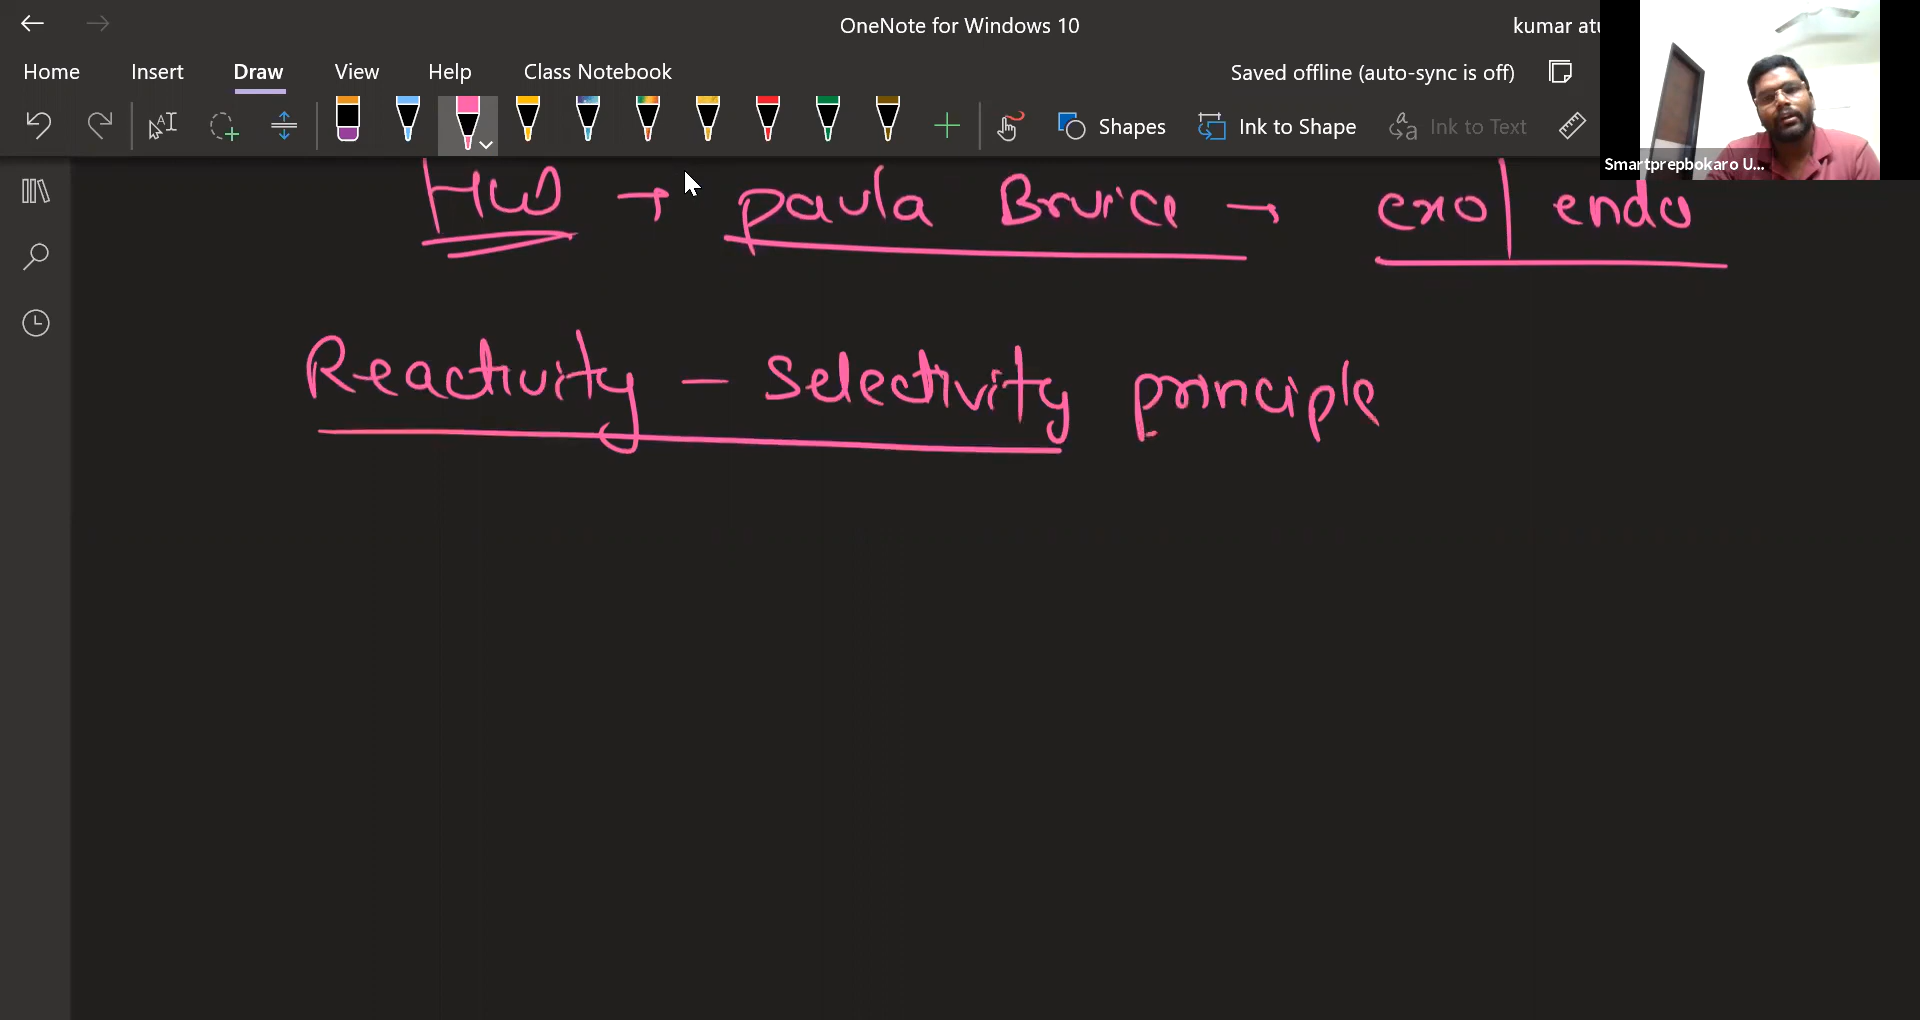 OneNote for Windows 10
kumar atu
Home Insert Draw View Help Class Notebook
Saved offline (auto-sync is off)
Shapes Ink to Shape Ink to Text
Smartprepbokaro U...
HW → paula Bruice → exo| endo
Reactivity - Selectivity principle